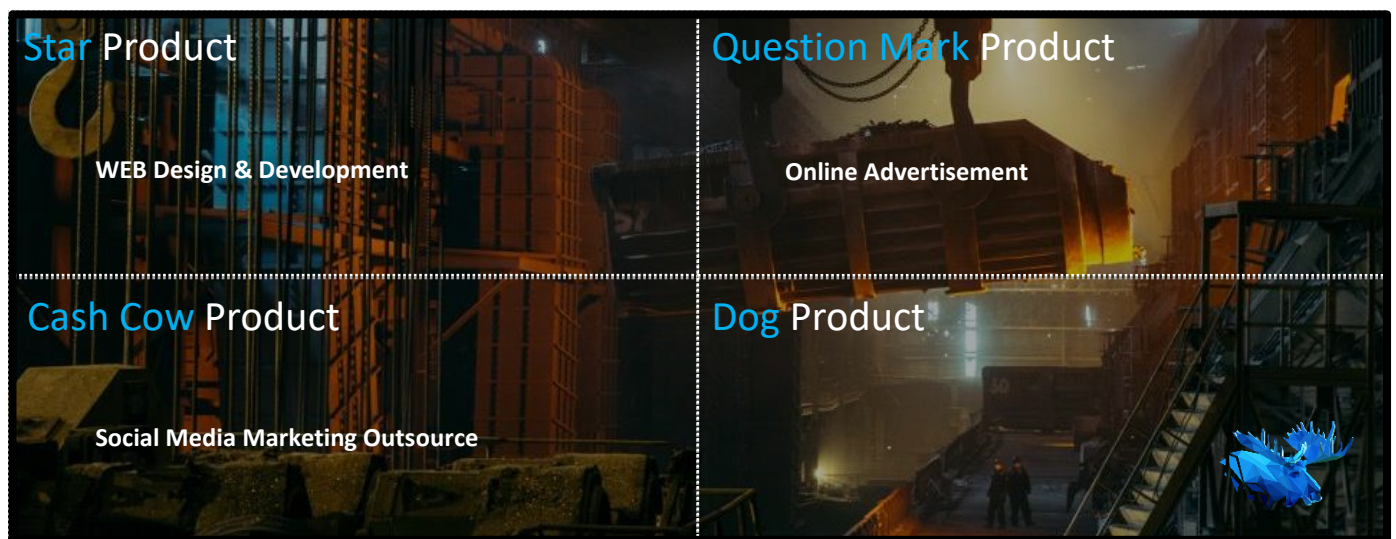 Star Product
Question Mark Product
WEB Design & Development
Online Advertisement
Cash Cow Product
Dog Product
Social Media Marketing Outsource